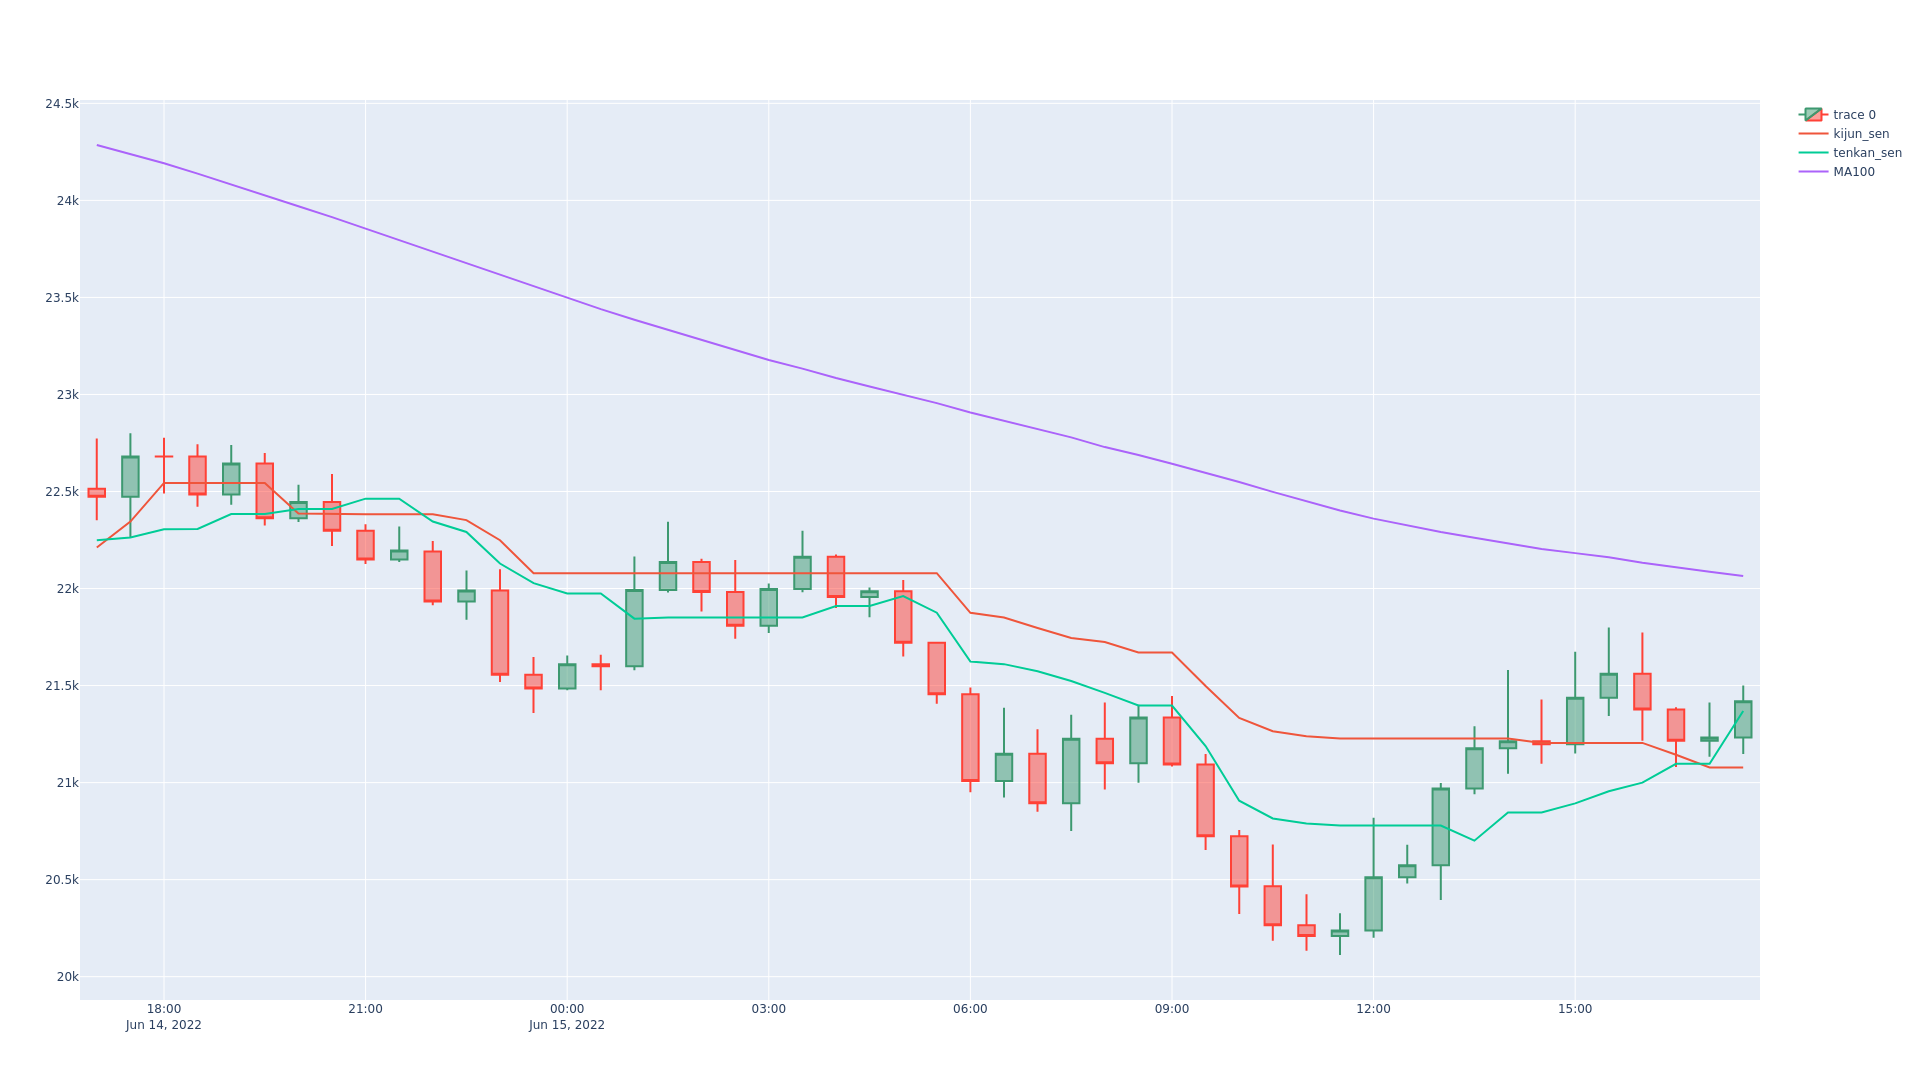 24.5k
24k
23.5k
23k
22.5k
22k
21.5k
21k
20.5k
20k
18:00
Jun 14, 2022
21:00
00:00
Jun 15, 2022
03:00
06:00
09:00
12:00
15:00
trace 0
kijun_sen
tenkan_sen
MA100